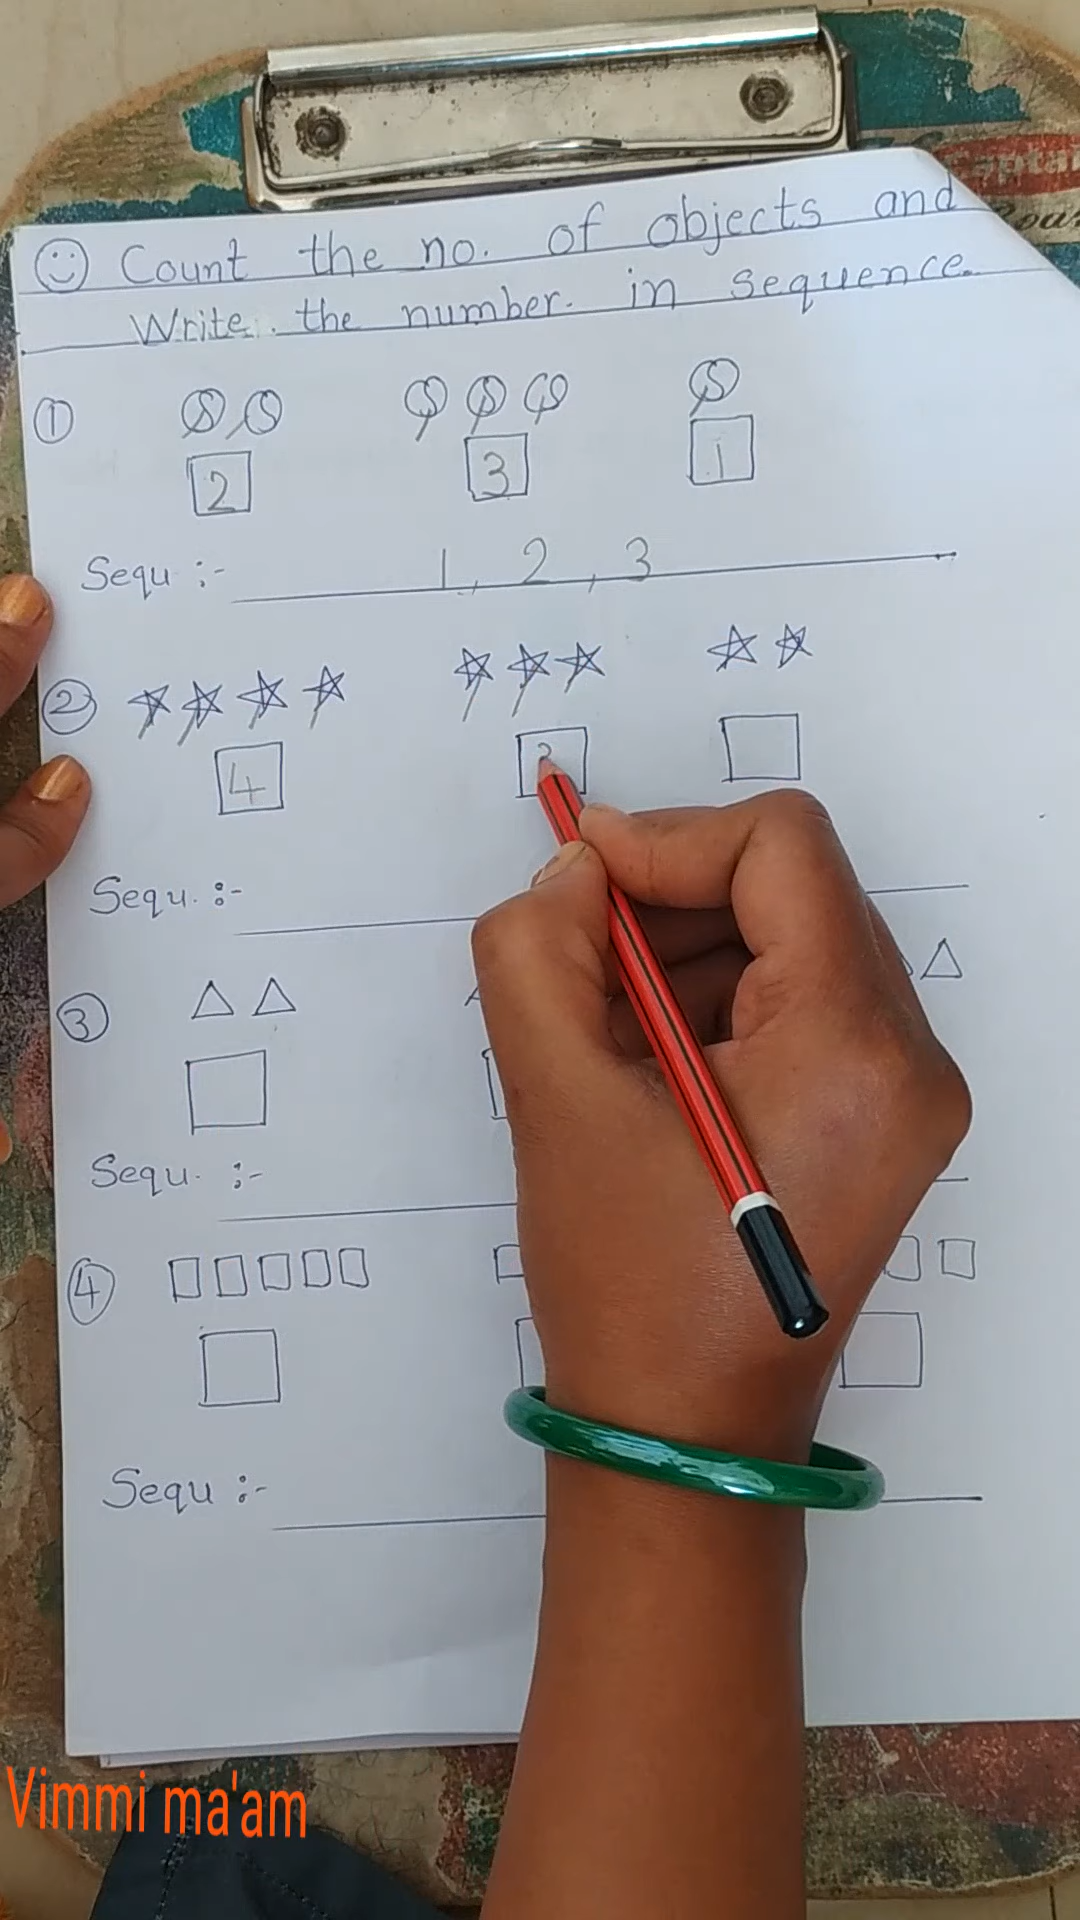 Count the no. of objects and
Write. the number. in sequence.
1
2 3 1
Sequ :- 1, 2, 3
2
4
Sequ. :-
3
Sequ. :-
4
Sequ :-
Vimmi ma'am